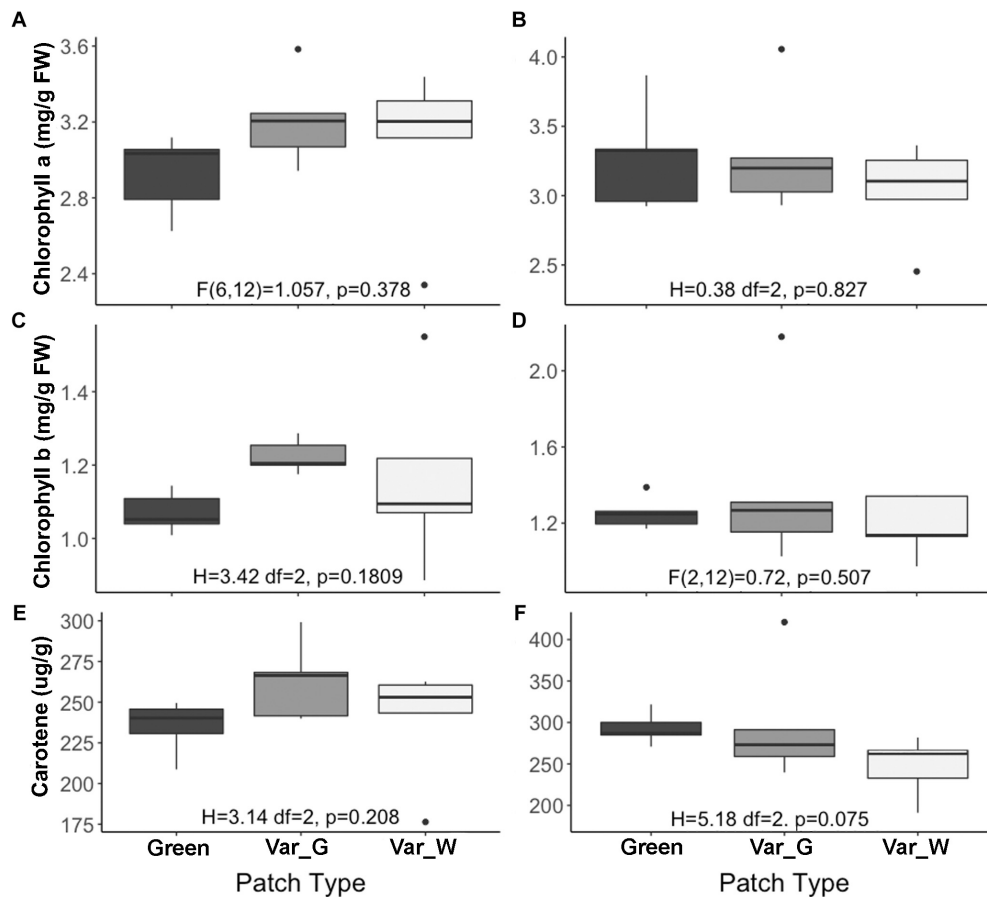 A
Chlorophyll a (mg/g FW)
3.6
3.2
2.8
2.4
F(6,12)=1.057, p=0.378
B
4.0
3.5
3.0
2.5
H=0.38 df=2, p=0.827
C
Chlorophyll b (mg/g FW)
1.4
1.2
1.0
H=3.42 df=2, p=0.1809
D
2.0
1.6
1.2
F(2,12)=0.72, p=0.507
E
Carotene (ug/g)
300
275
250
225
200
175
H=3.14 df=2, p=0.208
Green Var_G Var_W
Patch Type
F
400
350
300
250
200
H=5.18 df=2. p=0.075
Green Var_G Var_W
Patch Type